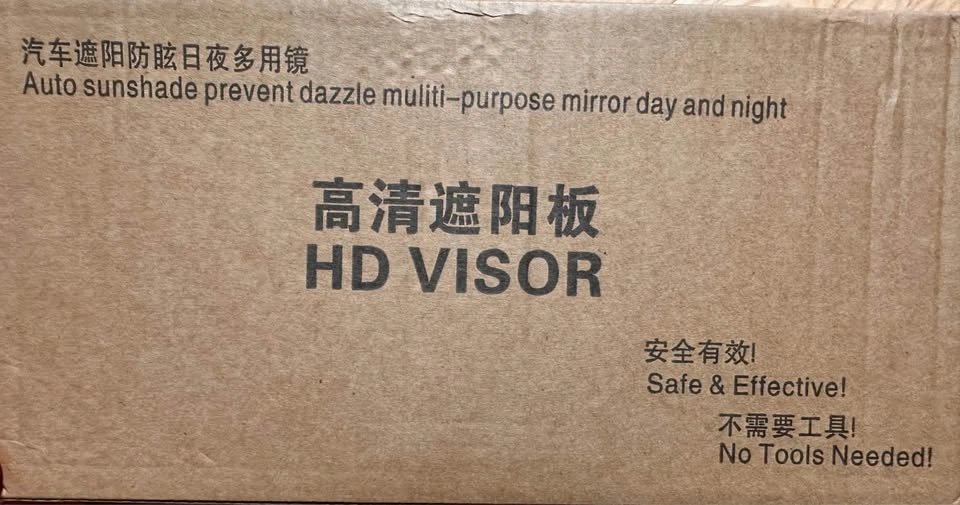 汽车遮阳防眩日夜多用镜
Auto sunshade prevent dazzle muliti-purpose mirror day and night
高清遮阳板
HD VISOR
安全有效!
Safe & Effective!
不需要工具!
No Tools Needed!